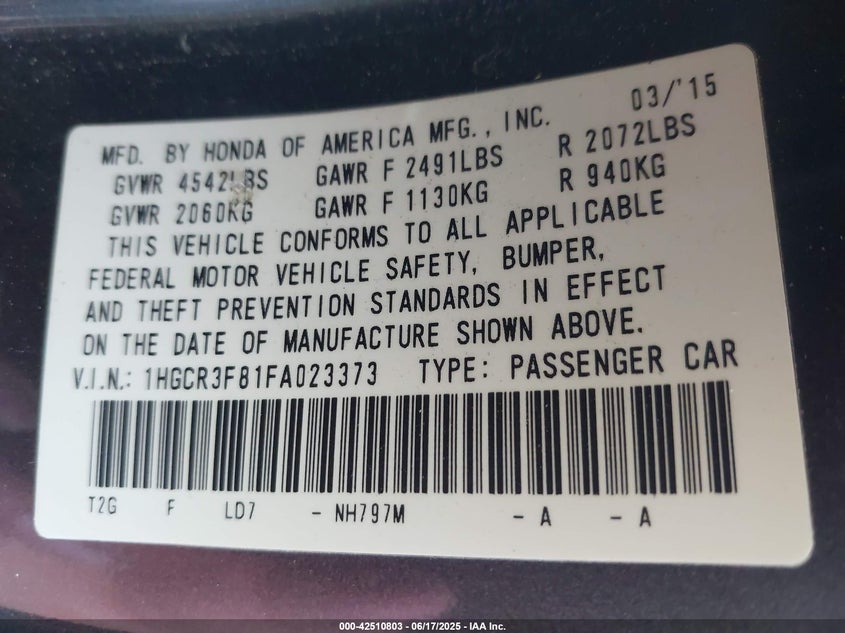 03/'15
MFD. BY HONDA OF AMERICA MFG., INC.
GVWR 4542LBS GAWR F 2491LBS R 2072LBS
GVWR 2060KG GAWR F 1130KG R 940KG
THIS VEHICLE CONFORMS TO ALL APPLICABLE
FEDERAL MOTOR VEHICLE SAFETY, BUMPER,
AND THEFT PREVENTION STANDARDS IN EFFECT
ON THE DATE OF MANUFACTURE SHOWN ABOVE.
V.I.N.: 1HGCR3F81FA023373 TYPE: PASSENGER CAR
T2G F LD7 - NH797M - A - A
000-42510803 - 06/17/2025 - IAA Inc.